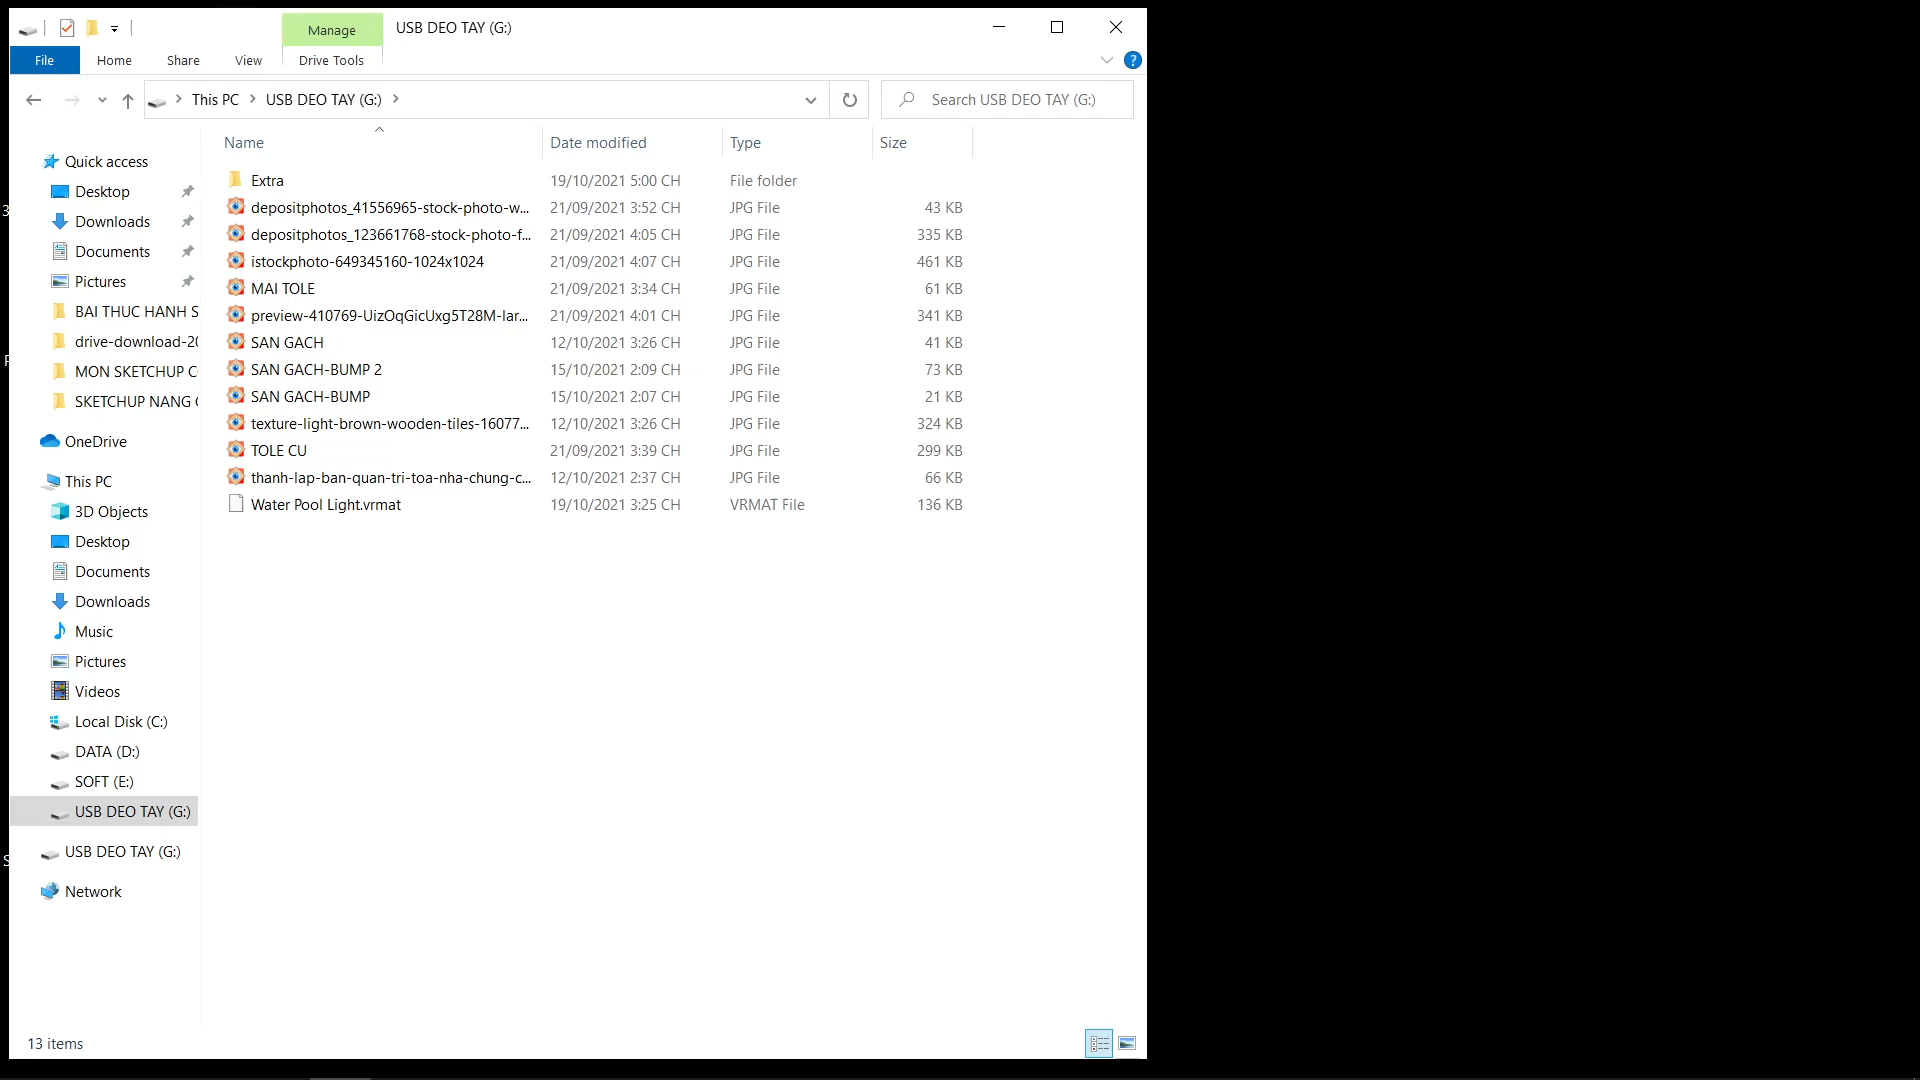 Manage
USB DEO TAY (G:)
File
Home
Share
View
Drive Tools
?
This PC
USB DEO TAY (G:)
Search USB DEO TAY (G:)
Name
Date modified
Type
Size
Extra
19/10/2021 5:00 CH
File folder
depositphotos_41556965-stock-photo-w...
21/09/2021 3:52 CH
JPG File
43 KB
depositphotos_123661768-stock-photo-f...
21/09/2021 4:05 CH
JPG File
335 KB
istockphoto-649345160-1024x1024
21/09/2021 4:07 CH
JPG File
461 KB
MAI TOLE
21/09/2021 3:34 CH
JPG File
61 KB
preview-410769-UizOqGicUxg5T28M-lar...
21/09/2021 4:01 CH
JPG File
341 KB
SAN GACH
12/10/2021 3:26 CH
JPG File
41 KB
SAN GACH-BUMP 2
15/10/2021 2:09 CH
JPG File
73 KB
SAN GACH-BUMP
15/10/2021 2:07 CH
JPG File
21 KB
texture-light-brown-wooden-tiles-16077...
12/10/2021 3:26 CH
JPG File
324 KB
TOLE CU
21/09/2021 3:39 CH
JPG File
299 KB
thanh-lap-ban-quan-tri-toa-nha-chung-c...
12/10/2021 2:37 CH
JPG File
66 KB
Water Pool Light.vrmat
19/10/2021 3:25 CH
VRMAT File
136 KB
Quick access
Desktop
Downloads
Documents
Pictures
BAI THUC HANH S
drive-download-20
MON SKETCHUP C
SKETCHUP NANG
OneDrive
This PC
3D Objects
Desktop
Documents
Downloads
Music
Pictures
Videos
Local Disk (C:)
DATA (D:)
SOFT (E:)
USB DEO TAY (G:)
USB DEO TAY (G:)
Network
13 items